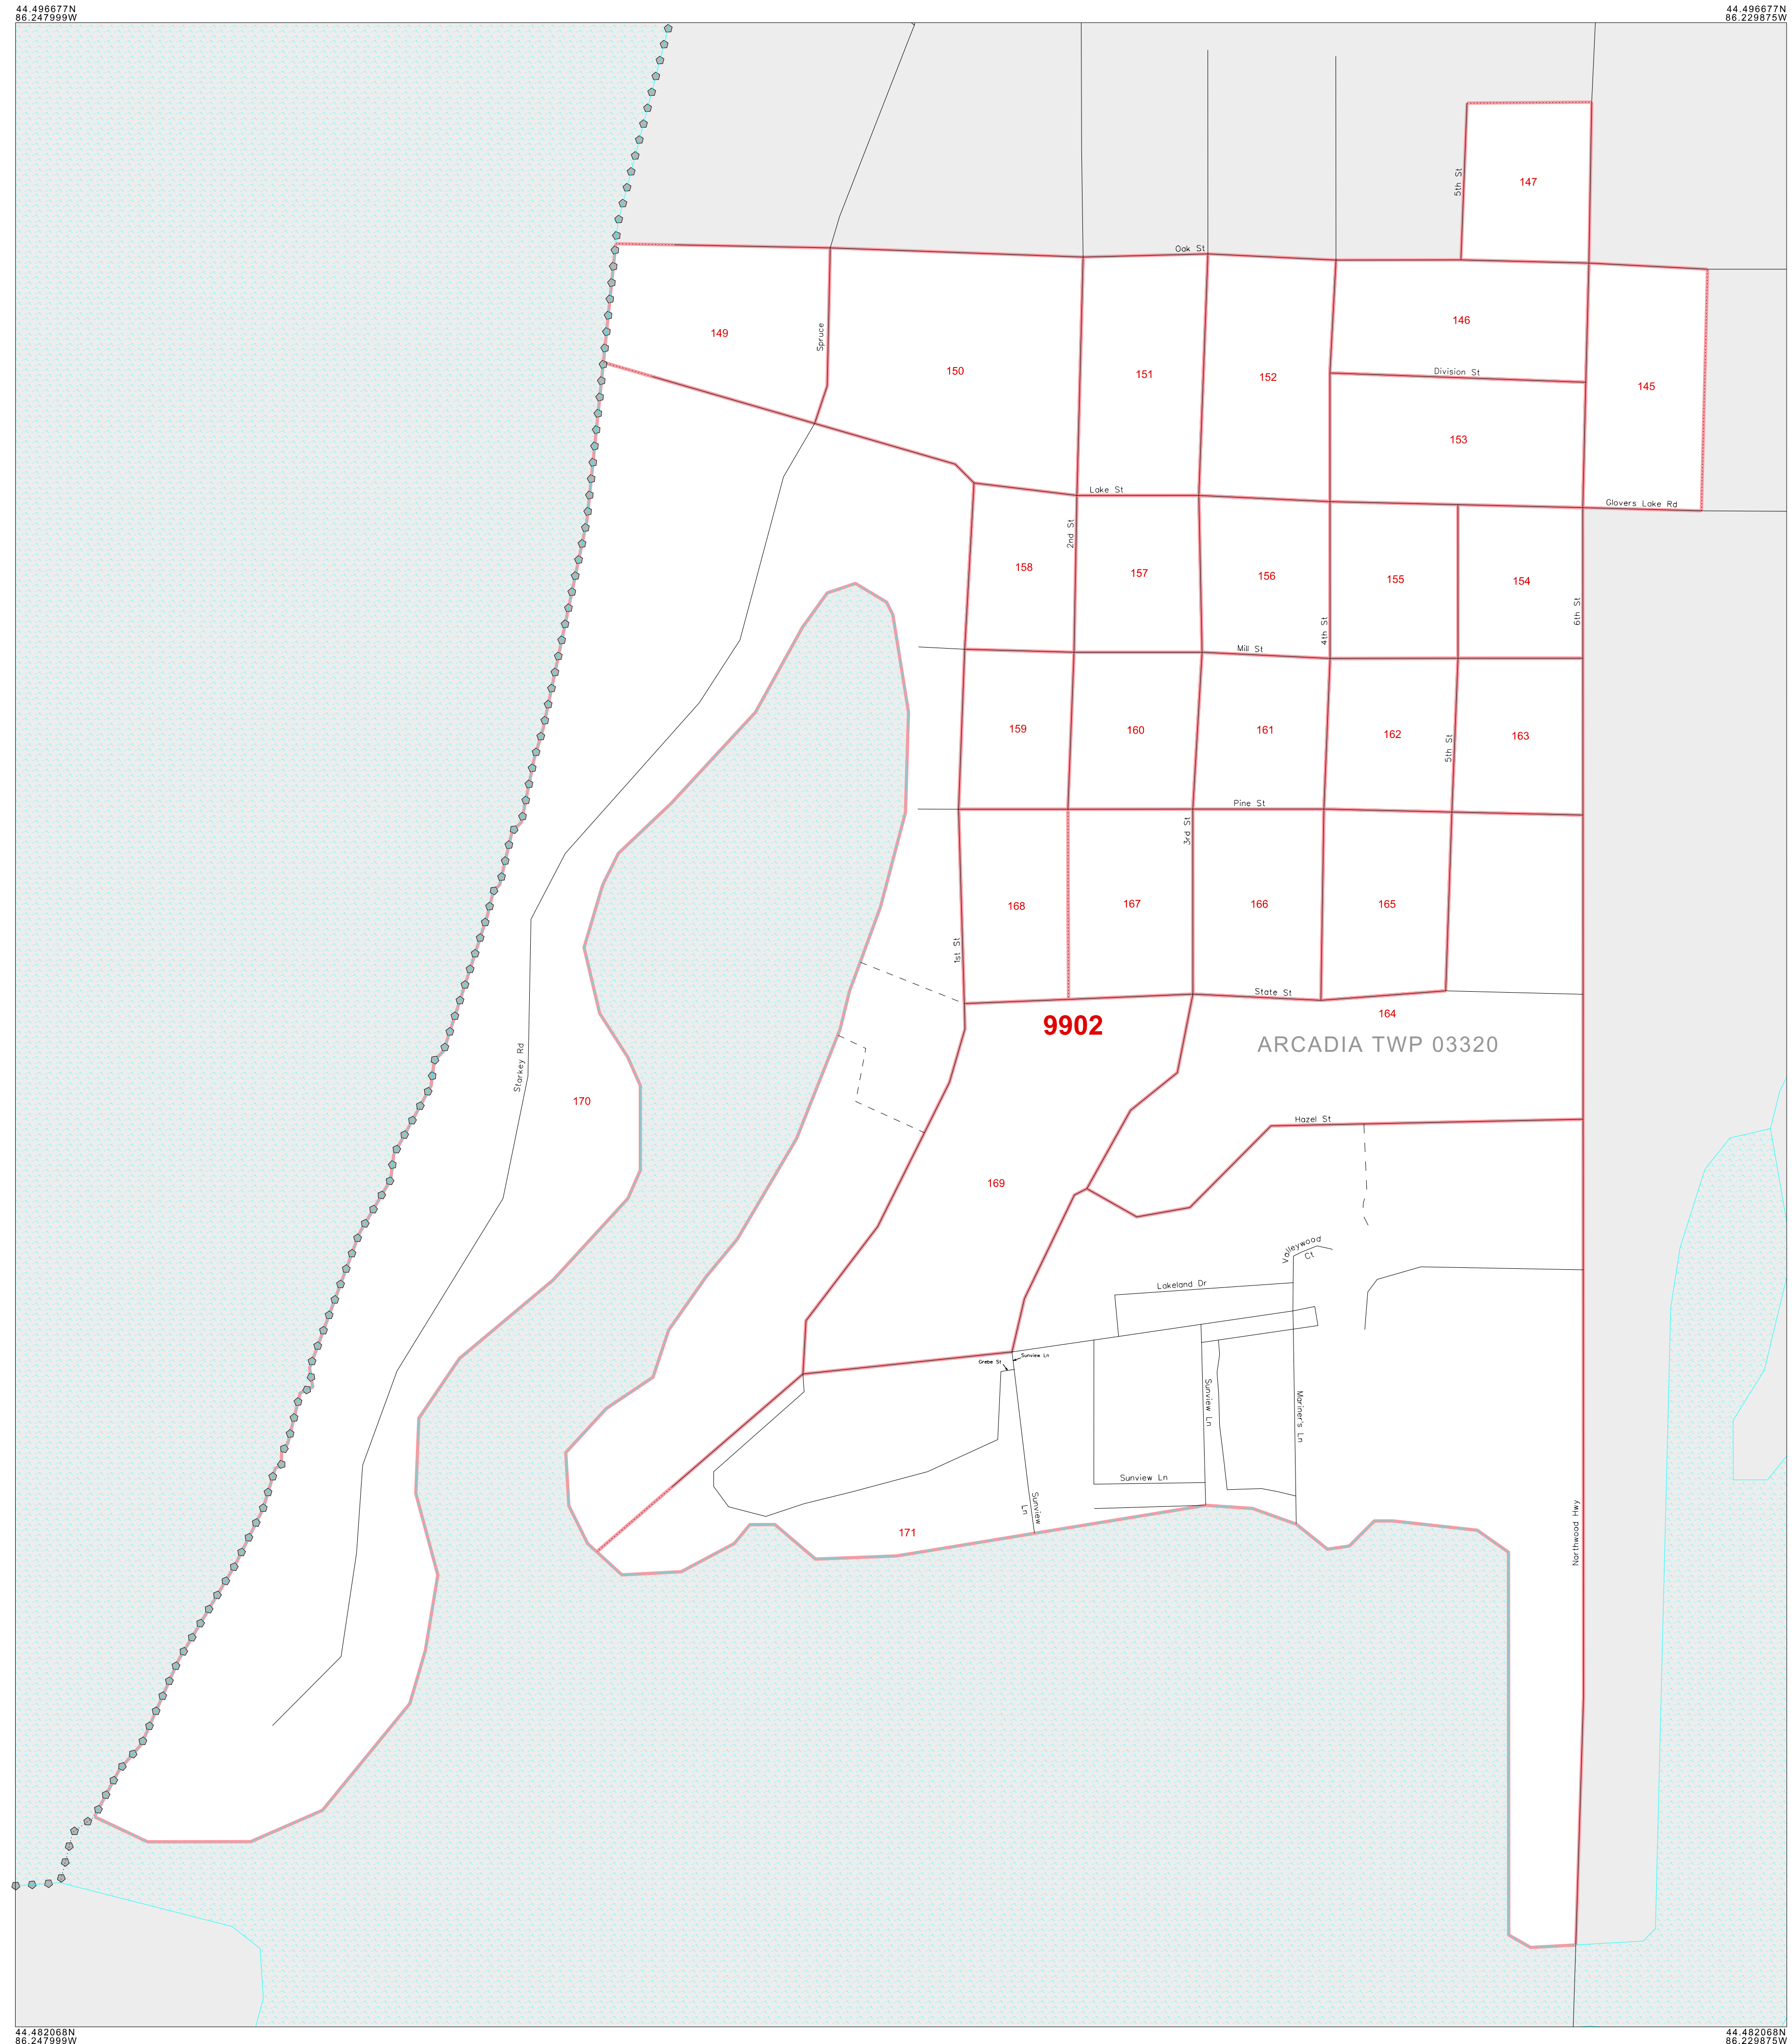 44.496677N
86.247999W
44.496677N
86.229875W
147
5th St
Oak St
149
Spruce
150
151
152
146
Division St
145
153
Lake St
Glovers Lake Rd
2nd St
158
157
156
155
154
4th St
6th St
Mill St
159
160
161
162
5th St
163
Pine St
3rd St
168
167
166
165
1st St
State St
9902
164
ARCADIA TWP 03320
Starkey Rd
170
Hazel St
169
Valleywood
Ct
Lakeland Dr
Grebe St
Sunview Ln
Sunview Ln
Mariner's Ln
Sunview Ln
Sunview
Ln
171
Northwood Hwy
44.482068N
86.247999W
44.482068N
86.229875W